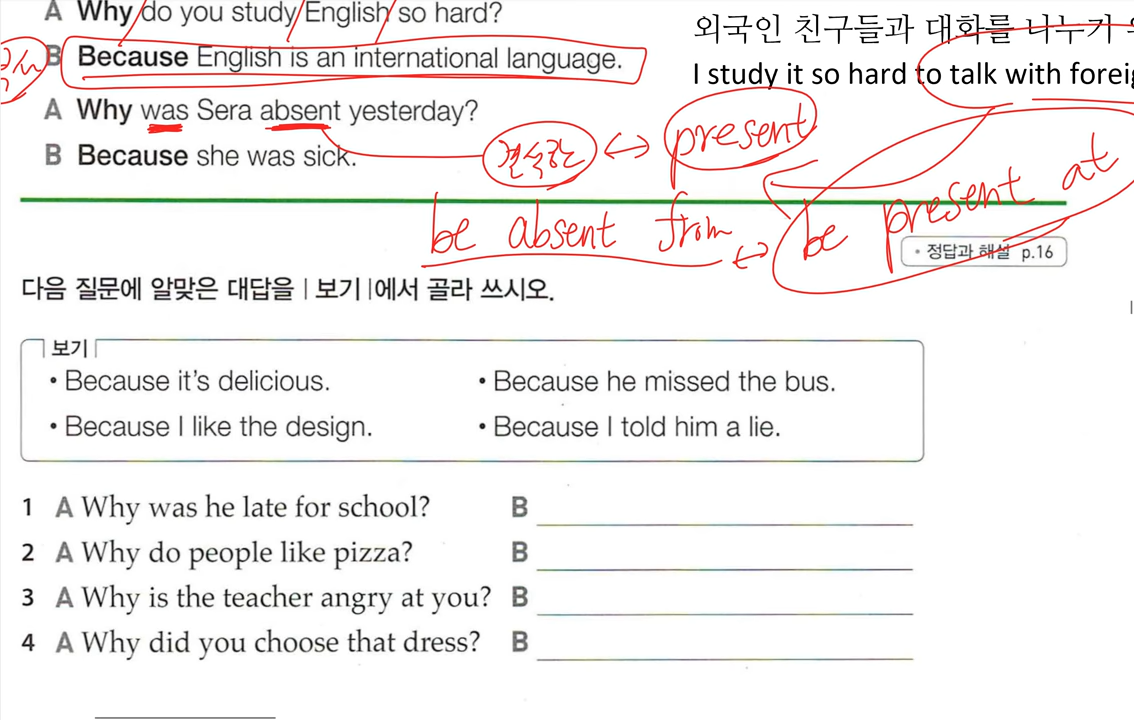 A Why do you study English so hard?
외국인 친구들과 대화를 나누기
B Because English is an international language.
I study it so hard to talk with foreig
A Why was Sera absent yesterday?
B Because she was sick.
결석한 ↔ present
be absent from ↔ be present at
• 정답과 해설 p.16
다음 질문에 알맞은 대답을 | 보기 |에서 골라 쓰시오.
보기
• Because it's delicious.
• Because he missed the bus.
• Because I like the design.
• Because I told him a lie.
1 A Why was he late for school? B
2 A Why do people like pizza? B
3 A Why is the teacher angry at you? B
4 A Why did you choose that dress? B